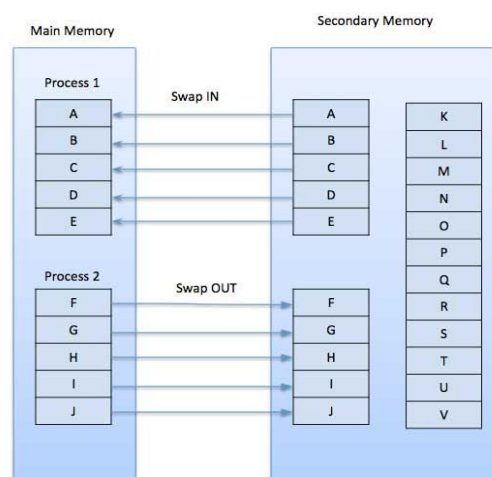 Main Memory
Secondary Memory
Process 1
Swap IN
A
B
C
D
E
Process 2
Swap OUT
F
G
H
I
J
A
B
C
D
E
F
G
H
I
J
K
L
M
N
O
P
Q
R
S
T
U
V